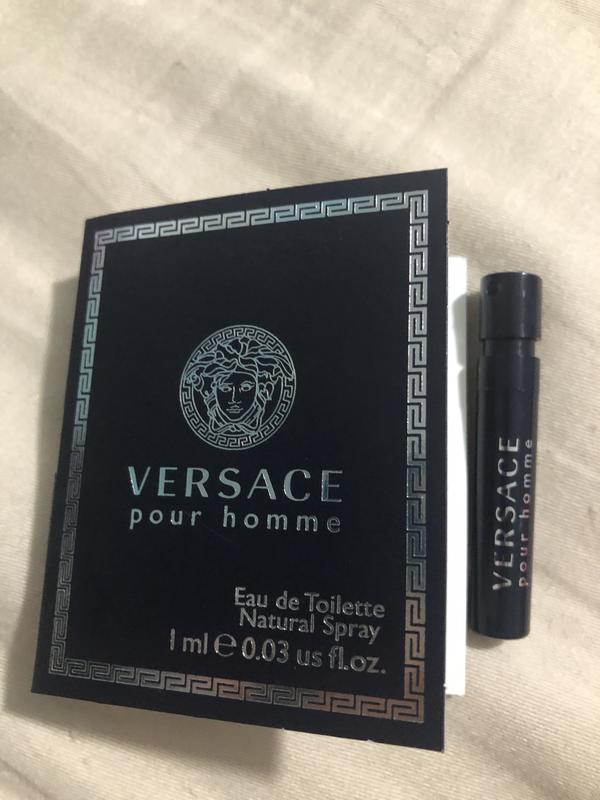 VERSACE
pour homme
Eau de Toilette
Natural Spray
1 ml ℮ 0.03 us fl.oz.
VERSACE
pour homme